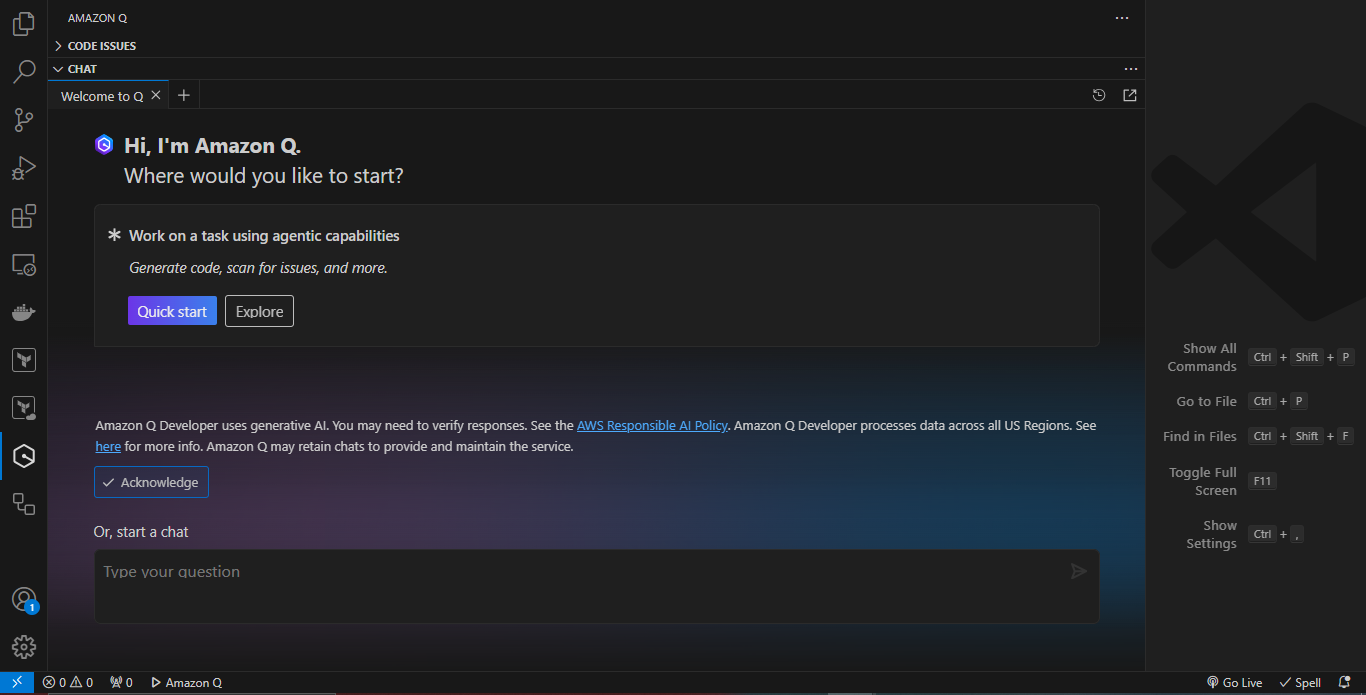 AMAZON Q
CODE ISSUES
CHAT
Welcome to Q
Hi, I'm Amazon Q.
Where would you like to start?
Work on a task using agentic capabilities
Generate code, scan for issues, and more.
Quick start
Explore
Amazon Q Developer uses generative AI. You may need to verify responses. See the AWS Responsible AI Policy. Amazon Q Developer processes data across all US Regions. See
here for more info. Amazon Q may retain chats to provide and maintain the service.
Acknowledge
Or, start a chat
Type your question
Show All
Commands
Ctrl + Shift + P
Go to File
Ctrl + P
Find in Files
Ctrl + Shift + F
Toggle Full
Screen
F11
Show
Settings
Ctrl + ,
1
0 0 0 Amazon Q
Go Live Spell